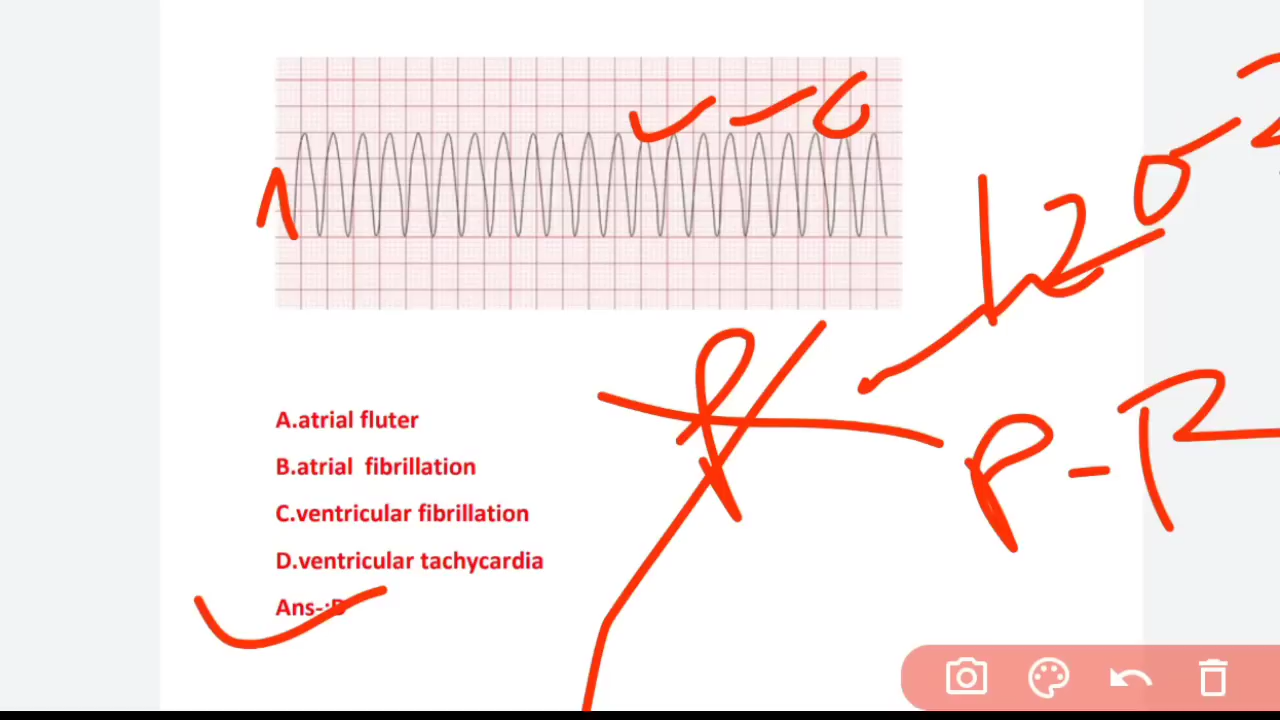 120-2
P-R
P
A.atrial fluter
B.atrial fibrillation
C.ventricular fibrillation
D.ventricular tachycardia
Ans-:D